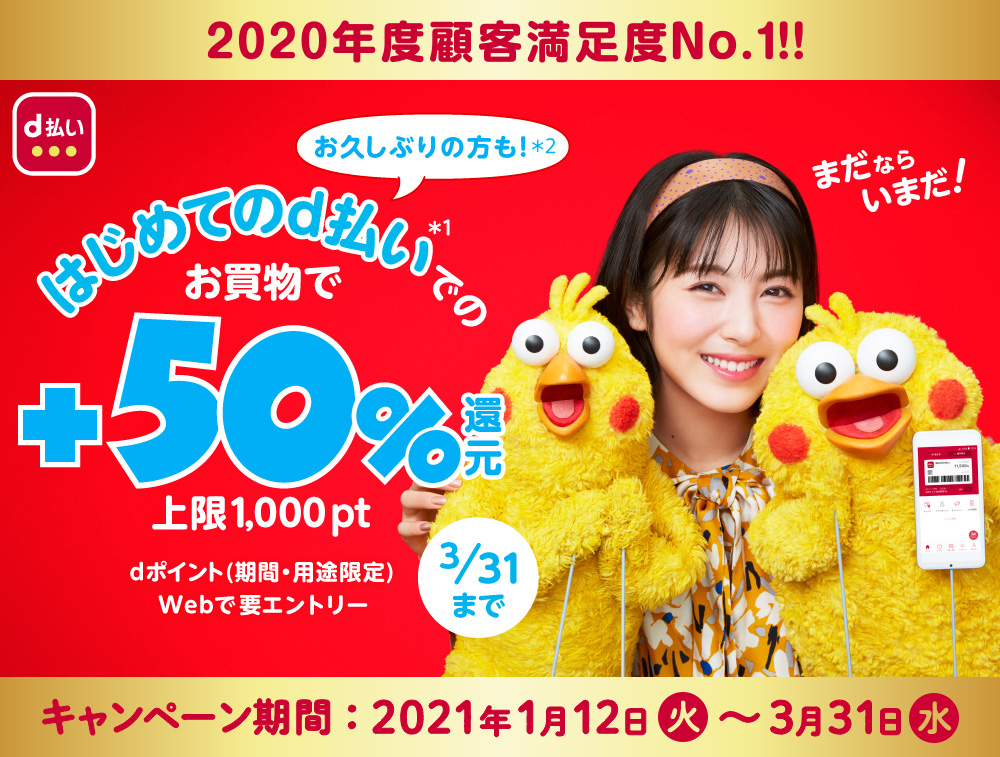 2020年度顧客満足度No.1!!
d払い
お久しぶりの方も!*2
まだなら
いまだ!
はじめてのd払い*1での
お買物で
+50%還元
上限1,000pt
dポイント(期間・用途限定)
Webで要エントリー
3/31
まで
キャンペーン期間：2021年1月12日火～3月31日水